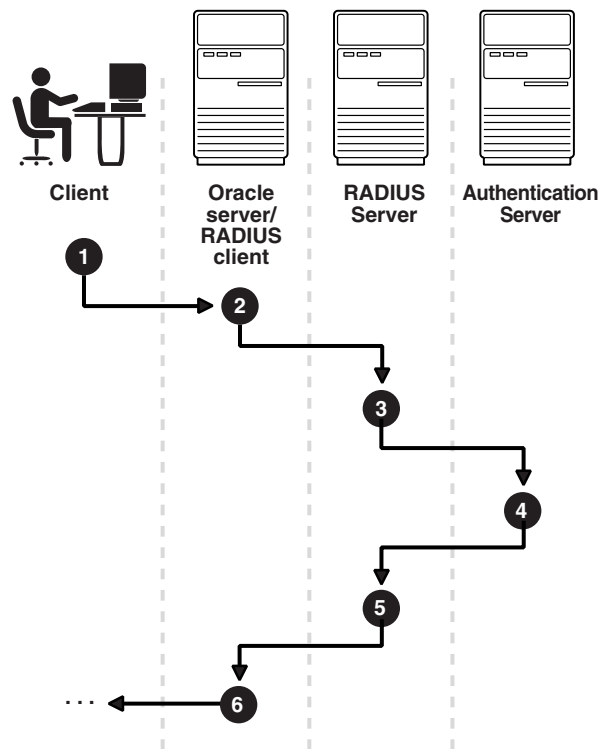 Client
Oracle
server/
RADIUS
client
RADIUS
Server
Authentication
Server
1
2
3
4
5
6
. . .